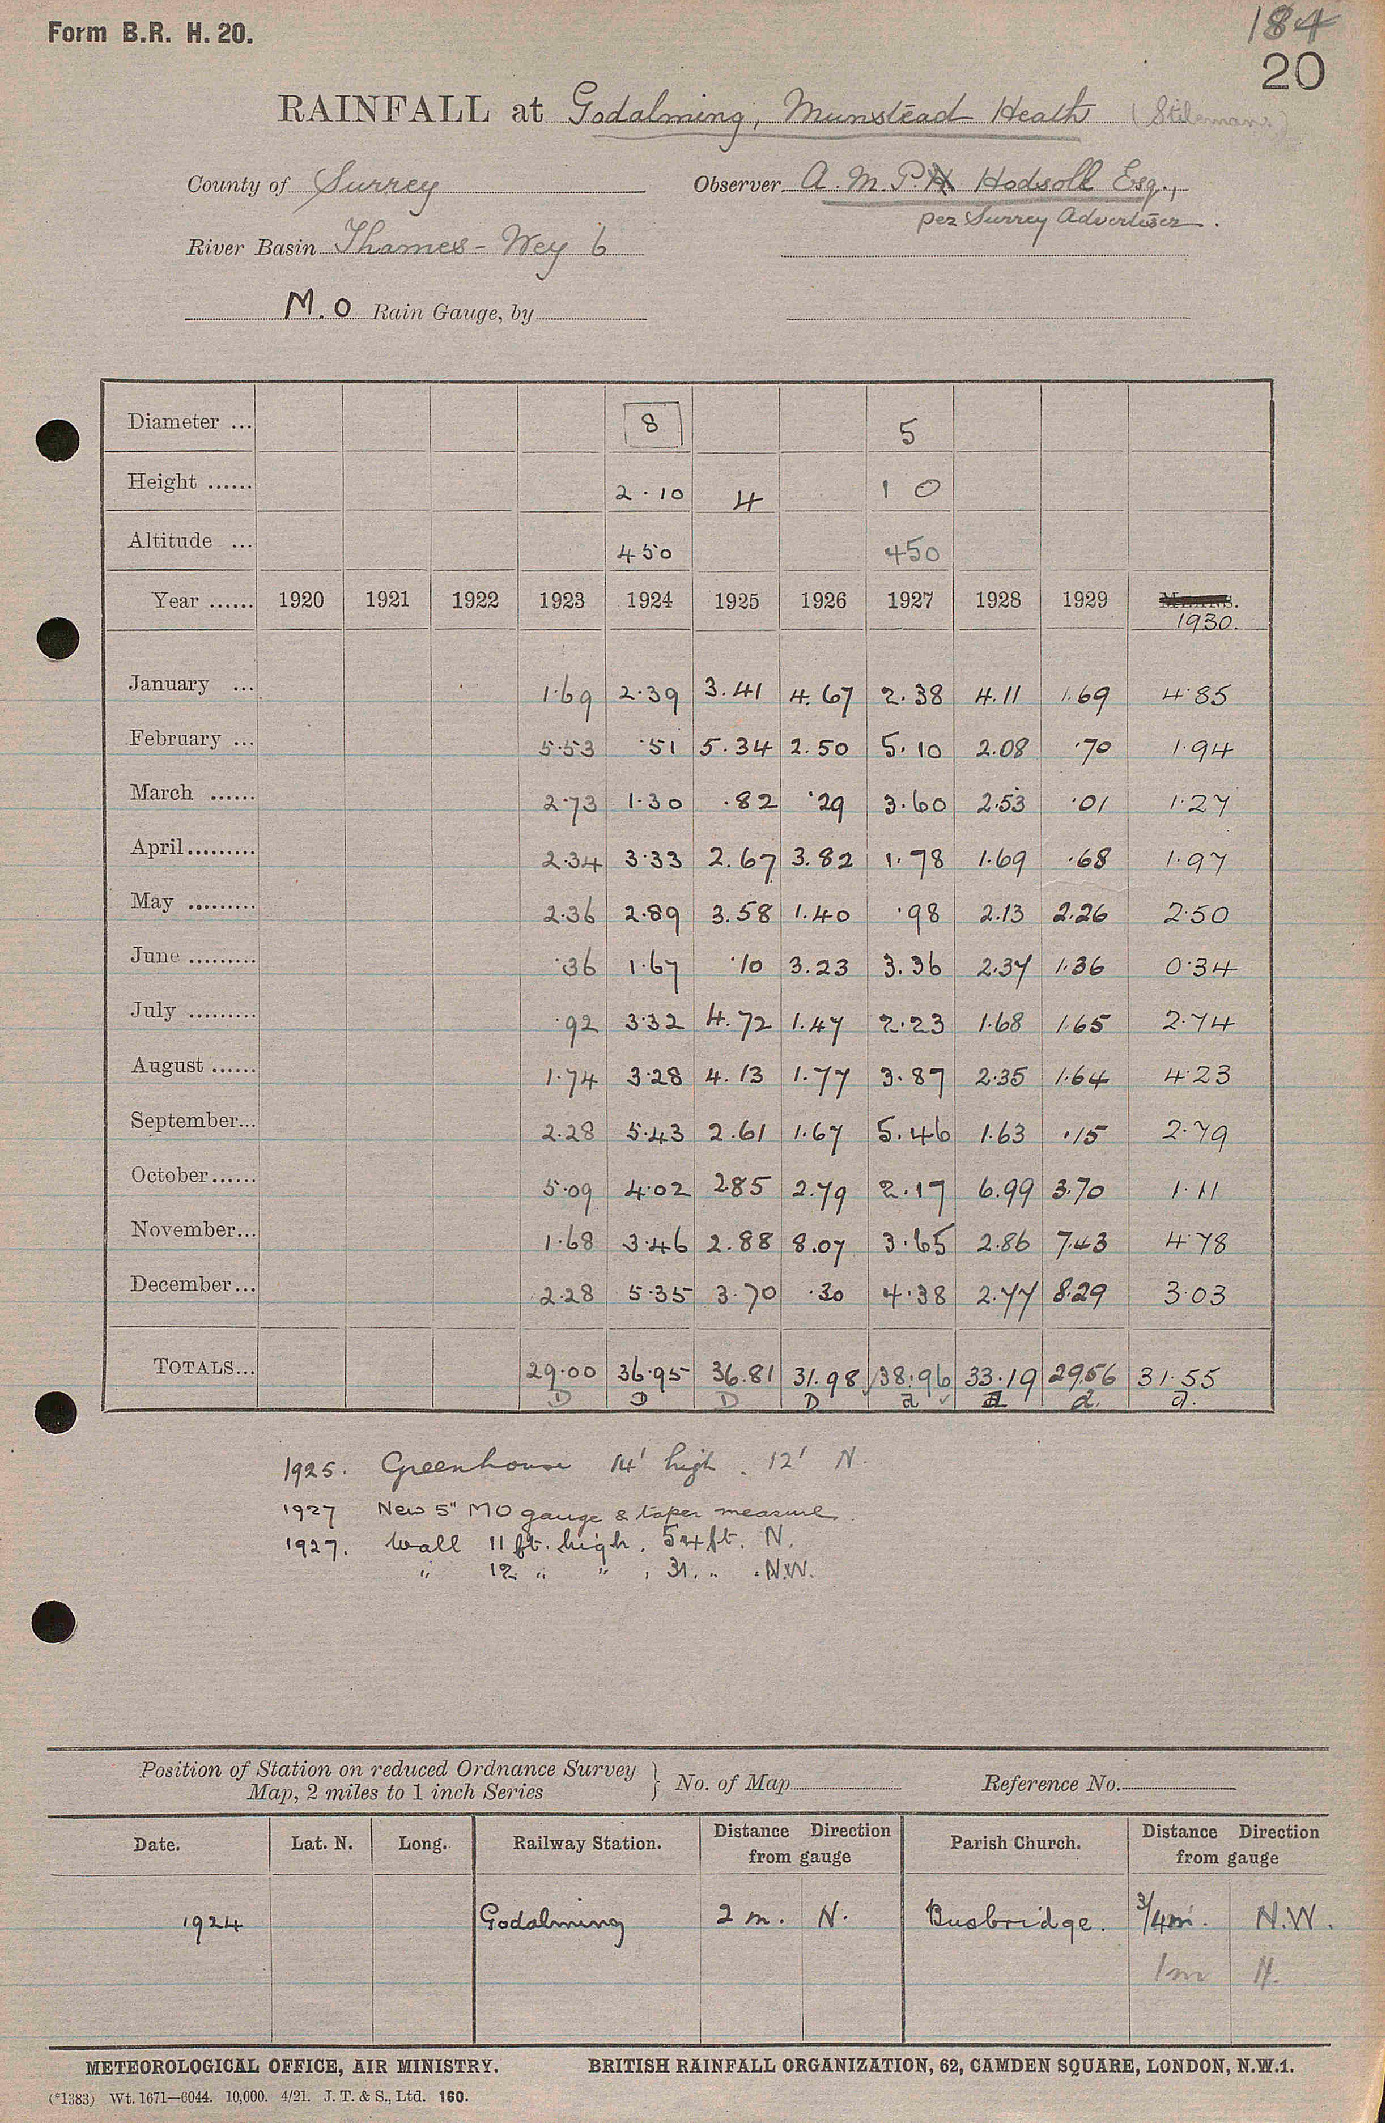 Form B.R. H. 20.
184
20
RAINFALL at Godalming, Munstead Heath (Stilemans)
County of Surrey Observer A. M. P. Hodsoll Esq.,
per Surrey Advertiser.
River Basin Thames - Wey b
M.O Rain Gauge, by
Diameter ... 8 5
Height ...... 2·10 4 1 0
Altitude ... 450 450
Year ...... 1920 1921 1922 1923 1924 1925 1926 1927 1928 1929 1930.
January ... 1·69 2·39 3.41 4.67 2.38 4.11 1.69 4·85
February ... 5·53 ·51 5.34 2.50 5.10 2.08 ·70 1·94
March ...... 2·73 1·30 .82 ·29 3.60 2.53 ·01 1·27
April......... 2·34 3·33 2.67 3.82 1.78 1.69 .68 1·97
May ......... 2·36 2·89 3.58 1.40 ·98 2.13 2.26 2·50
June ......... ·36 1·67 ·10 3.23 3.36 2.37 1.36 0·34
July ......... ·92 3·32 4.72 1.47 2.23 1.68 1.65 2·74
August ...... 1·74 3·28 4.13 1.77 3.87 2.35 1.64 4·23
September... 2·28 5·43 2.61 1.67 5.46 1.63 .15 2·79
October...... 5·09 4·02 2.85 2.79 2.17 6.99 3.70 1·11
November... 1·68 3·46 2.88 8.07 3.65 2.86 7.43 4·78
December... 2·28 5·35 3.70 .30 4.38 2.77 8.29 3·03
TOTALS... 29·00 36·95 36.81 31.98 38.96 33.19 29.56 31·55
D D D D a a a. a.
1925. Greenhouse 14' high. 12' N.
1927 New 5" MO gauge & taper measure.
1927. Wall 11 ft. high, 54 ft. N.
" 12 " " , 31. " . N.W.
Position of Station on reduced Ordnance Survey
Map, 2 miles to 1 inch Series } No. of Map Reference No.
Date. Lat. N. Long. Railway Station. Distance Direction from gauge Parish Church. Distance Direction from gauge
1924 Godalming 2 m. N. Busbridge. 3/4 m. N.W.
1m N.
METEOROLOGICAL OFFICE, AIR MINISTRY. BRITISH RAINFALL ORGANIZATION, 62, CAMDEN SQUARE, LONDON, N.W.1.
(*1383) Wt. 1671—6044. 10,000. 4/21. J. T. & S., Ltd. 160.